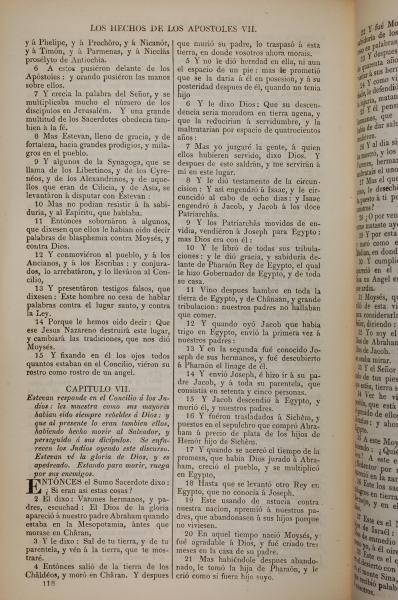 LOS HECHOS DE LOS APOSTOLES VII.
y á Phelipe, y á Prochôro, y á Nicanór,
y á Timón, y á Parmenas, y á Nicolás
prosélyto de Antiochia.
6 A estos pusieron delante de los
Apóstoles: y orando pusiéron las manos
sobre ellos.
7 Y crecia la palabra del Señor, y se
multiplicaba mucho el número de los
discípulos en Jerusalém. Y una grande
multitud de los Sacerdotes obedecia tam-
bien á la fé.
8 Mas Estevan, lleno de gracia, y de
fortaleza, hacia grandes prodigios, y mila-
gros en el pueblo.
9 Y algunos de la Synagoga, que se
llama de los Libertinos, y de los Cyre-
néos, y de los Alexandrinos, y de aque-
llos que eran de Cilicia, y de Asia, se
levantáron á disputar con Estevan:
10 Mas no podian resistir á la sabi-
duría, y al Espíritu, que hablaba.
11 Entónces sobornáron á algunos,
que dixesen que ellos le habian oido decir
palabras de blasphemia contra Moysés, y
contra Dios.
12 Y conmoviéron al pueblo, y á los
Ancianos, y á los Escribas: y conjura-
dos, lo arrebatáron, y lo lleváron al Con-
cilio,
13 Y presentáron testigos falsos, que
dixesen: Este hombre no cesa de hablar
palabras contra el lugar santo, y contra
la Ley.
14 Porque le hemos oido decir: Que
ese Jesus Nazareno destruirá este lugar,
y cambiará las tradiciones, que nos dió
Moysés.
15 Y fixando en él los ojos todos
quantos estaban en el Concilio, viéron su
rostro como rostro de un angel.
CAPITULO VII.
Estevan responde en el Concilio á los Ju-
dios: les muestra como sus mayores
habian sido siempre rebeldes á Dios: y
que al presente lo eran tambien ellos,
habiendo hecho morir al Salvador, y
perseguido á sus dicípulos. Se enfu-
recen los Judios oyendo este discurso.
Estevan vé la gloria de Dios, y es
apedreado. Estando para morir, ruega
por sus enemigos.
ENTÓNCES el Sumo Sacerdote dixo:
¿ Si eran asi estas cosas?
2 El dixo: Varones hermanos, y pa-
dres, escuchad: El Dios de la gloria
apareció á nuestro padre Abraham quando
estaba en la Mesopotamia, ántes que
morase en Châran,
3 Y le dixo: Sal de tu tierra, y de tu
parentela, y vén á la tierra, que te mos-
traré.
4 Entónces salió de la tierra de los
Châldéos, y moró en Châran. Y despues
118
que murió su padre, lo traspasó á esta
tierra, en donde vosotros ahora morais.
5 Y no le dió heredad en ella, ni aun
el espacio de un pie: mas le prometió
que se la daria á él en posesion, y á su
posteridad despues de él, quando no tenia
hijo
6 Y le dixo Dios: Que su descen-
dencia seria moradora en tierra agena, y
que la reducirian á servidumbre, y la
maltratarian por espacio de quatrocientos
años:
7 Mas yo juzgaré la gente, á quien
ellos hubieren servido, dixo Dios. Y
despues de esto saldrán, y me servirán á
mí en este lugar.
8 Y le dió testamento de la circun-
cision: Y así engendró á Isaac, y le cir-
cuncidó al cabo de ocho dias; y Isaac
engendró á Jacob, y Jacob á los doce
Patriarchâs.
9 Y los Patriarchâs movidos de en-
vidia, vendiéron á Joseph para Egypto:
mas Dios era con él:
10 Y le libró de todas sus tribula-
ciones: y le dió gracia, y sabiduría de-
lante de Pharaón Rey de Egypto, el qual
le hizo Gobernador de Egypto, y de toda
su casa.
11 Vino despues hambre en toda la
tierra de Egypto, y de Chânaan, y grande
tribulacion: nuestros padres no hallaban
que comer.
12 Y quando oyó Jacob que habia
trigo en Egypto, envió la primera vez á
nuestros padres:
13 Y en la segunda fué conocido Jo-
seph de sus hermanos, y fué descubierto
á Pharaón el linage de él.
14 Y envió Joseph, é hizo ir á su pa-
dre Jacob, y á toda su parentela, que
consistia en setenta y cinco personas.
15 Y Jacob descendió á Egypto, y
murió él, y nuestros padres.
16 Y fuéron trasladados á Sichêm, y
puestos en el sepulcro que compró Abra-
ham á precio de plata de los hijos de
Hemór hijo de Sichêm.
17 Y quando se acercó el tiempo de la
promesa, que habia Dios jurado á Abra-
ham, creció el pueblo, y se multiplicó
en Egypto,
18 Hasta que se levantó otro Rey en
Egypto, que no conocia á Joseph.
19 Este usando de astucia contra
nuestra nacion, apremió á nuestros pa-
dres, que abandonasen á sus hijos porque
no viviesen.
20 En aquel tiempo nació Moysés, y
fué agradable á Dios, y fué criado tres
meses en la casa de su padre.
21 Mas habiéndole despues abando-
nado, le tomó la hija de Pharaón, y le
crió como si fuera hijo suyo.